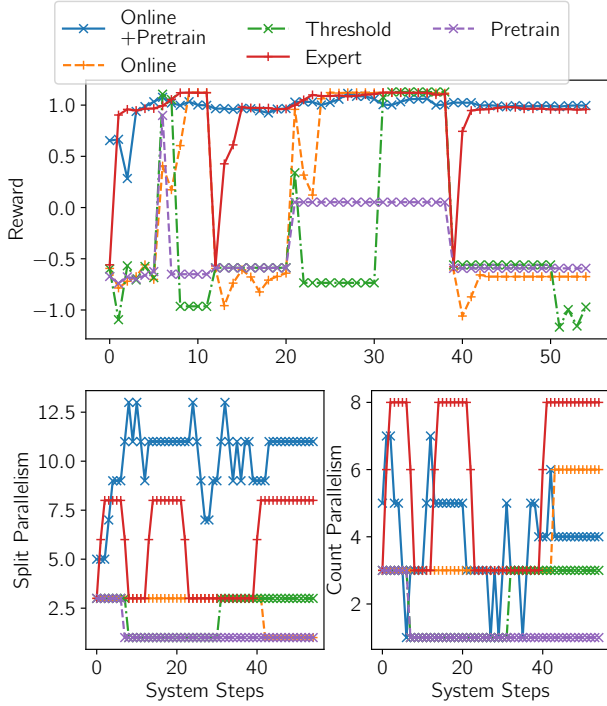 Online
+Pretrain
Online
Threshold
Expert
Pretrain
1.0
0.5
0.0
−0.5
−1.0
Reward
0 10 20 30 40 50
12.5
10.0
7.5
5.0
2.5
Split Parallelism
0 20 40
System Steps
8
6
4
2
Count Parallelism
0 20 40
System Steps